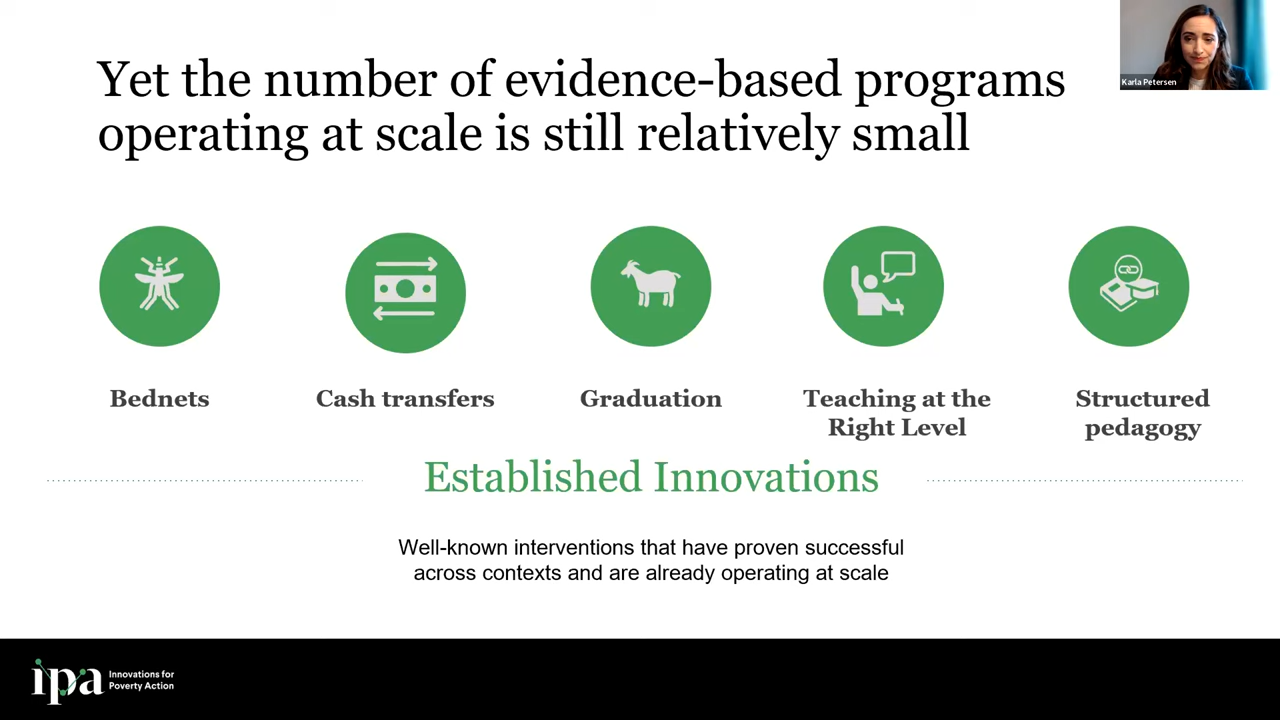 Karla Petersen
Yet the number of evidence-based programs
operating at scale is still relatively small
Bednets
Cash transfers
Graduation
Teaching at the
Right Level
Structured
pedagogy
Established Innovations
Well-known interventions that have proven successful
across contexts and are already operating at scale
ipa
Innovations for
Poverty Action